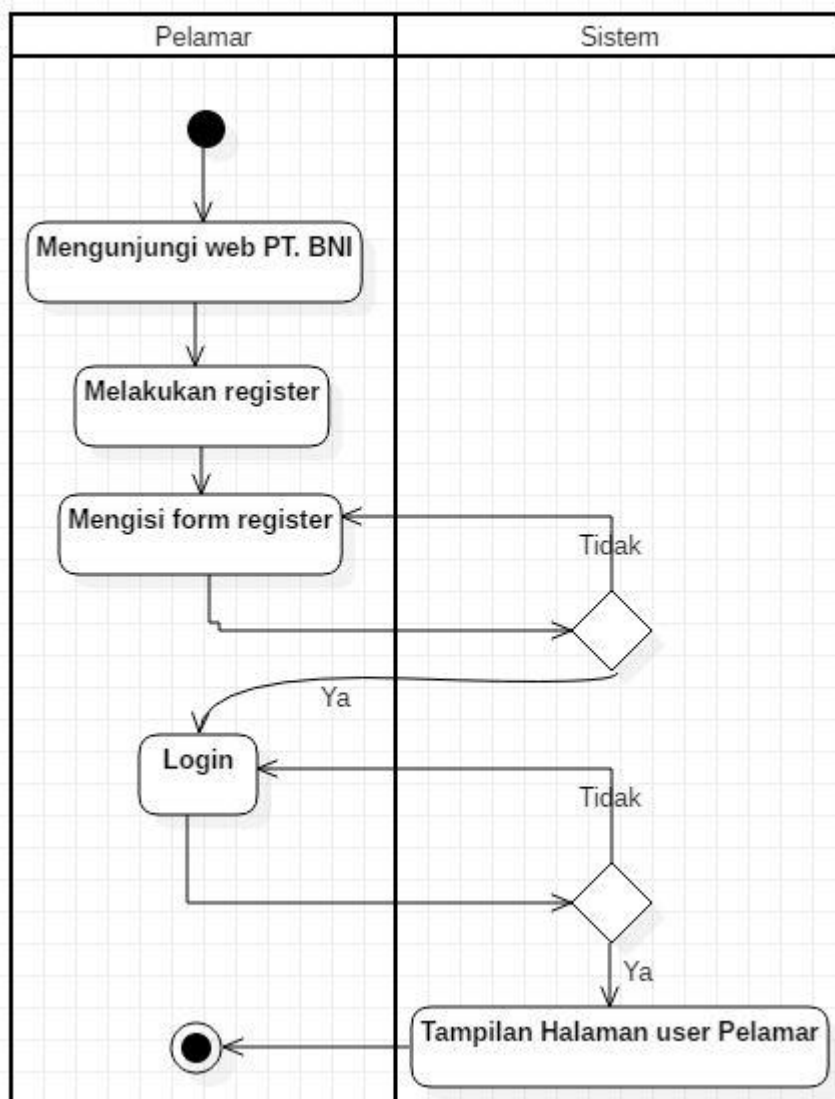 Pelamar
Sistem
Mengunjungi web PT. BNI
Melakukan register
Mengisi form register
Tidak
Ya
Login
Tidak
Ya
Tampilan Halaman user Pelamar